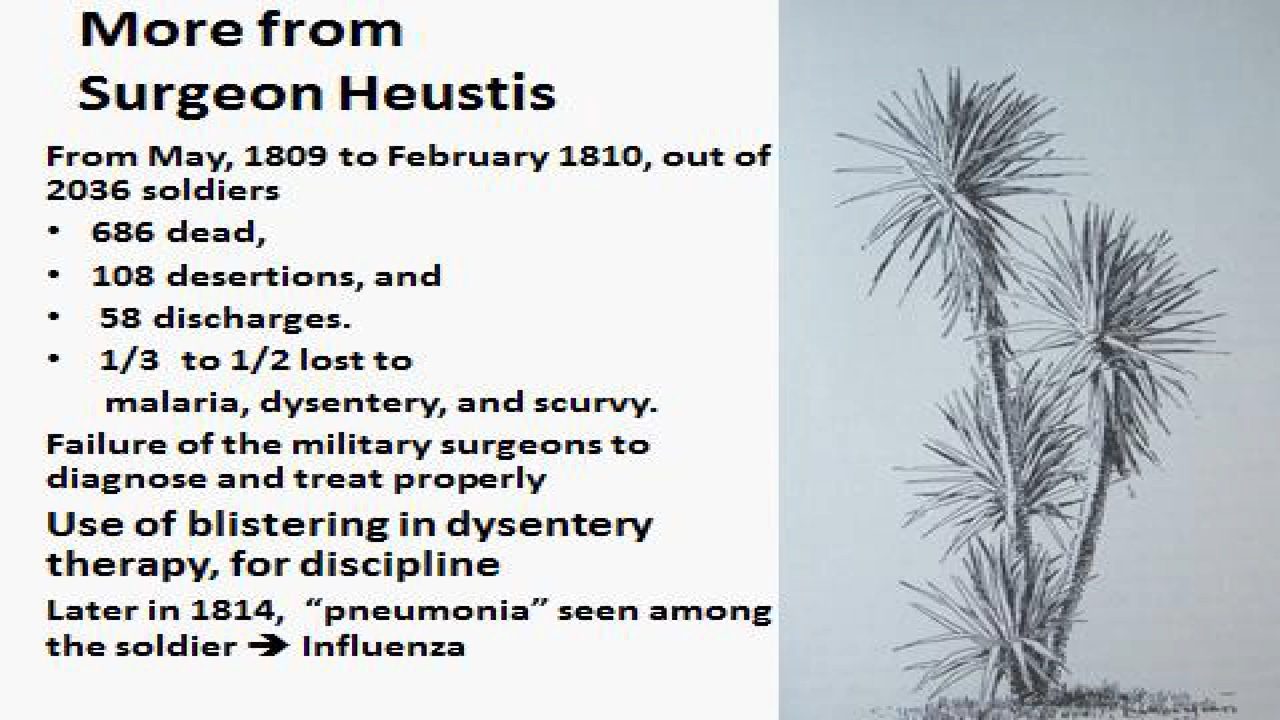 More from
Surgeon Heustis
From May, 1809 to February 1810, out of
2036 soldiers
• 686 dead,
• 108 desertions, and
• 58 discharges.
• 1/3 to 1/2 lost to
malaria, dysentery, and scurvy.
Failure of the military surgeons to
diagnose and treat properly
Use of blistering in dysentery
therapy, for discipline
Later in 1814, “pneumonia” seen among
the soldier ➔ Influenza